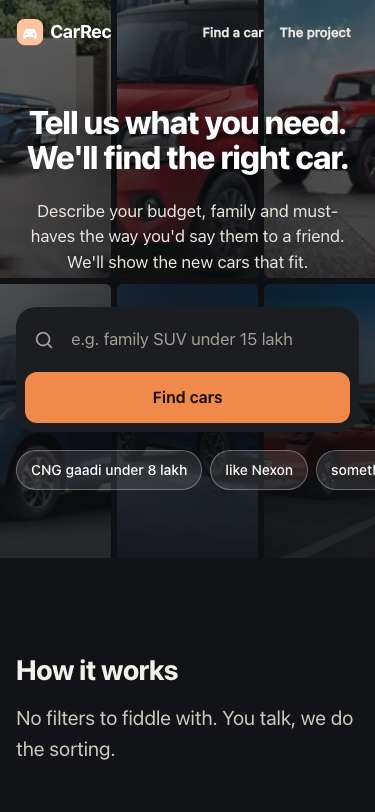 CarRec
Find a car
The project
Tell us what you need.
We'll find the right car.
Describe your budget, family and must-
haves the way you'd say them to a friend.
We'll show the new cars that fit.
e.g. family SUV under 15 lakh
Find cars
CNG gaadi under 8 lakh
like Nexon
How it works
No filters to fiddle with. You talk, we do
the sorting.